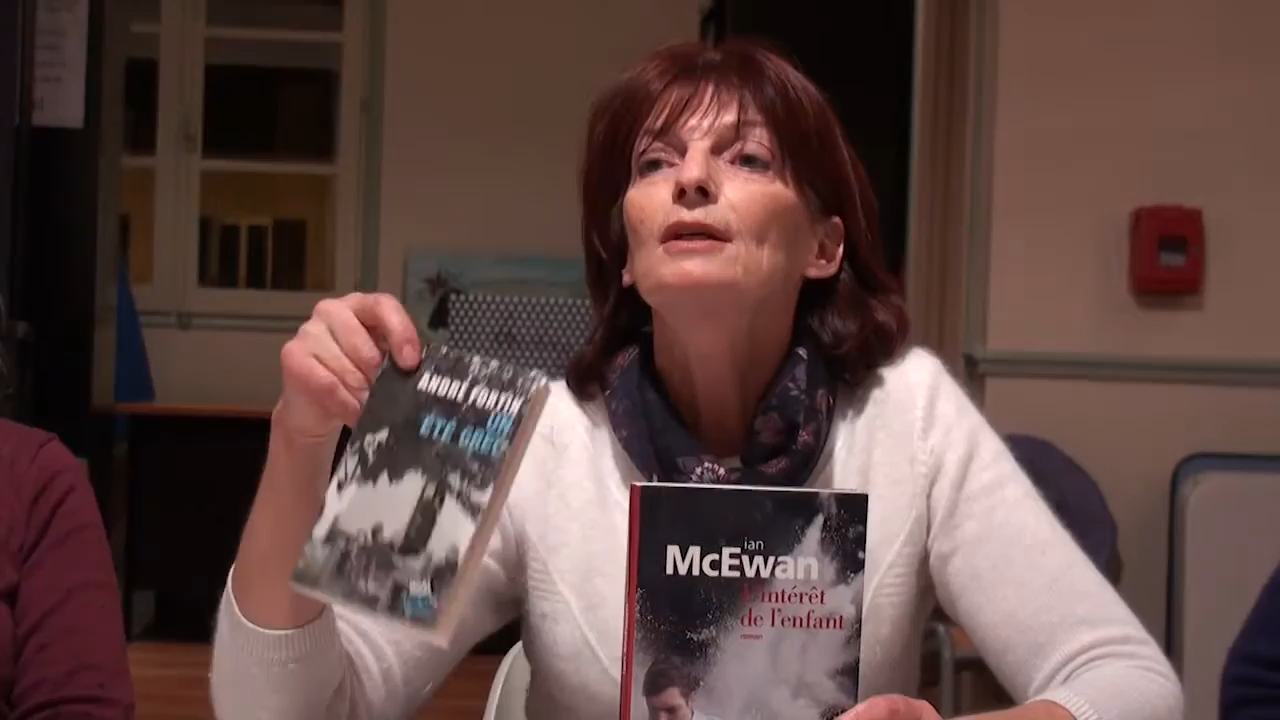 ANDRÉ FORTIN
UN
ÉTÉ GREC
ian
McEwan
L'intérêt
de l'enfant
roman